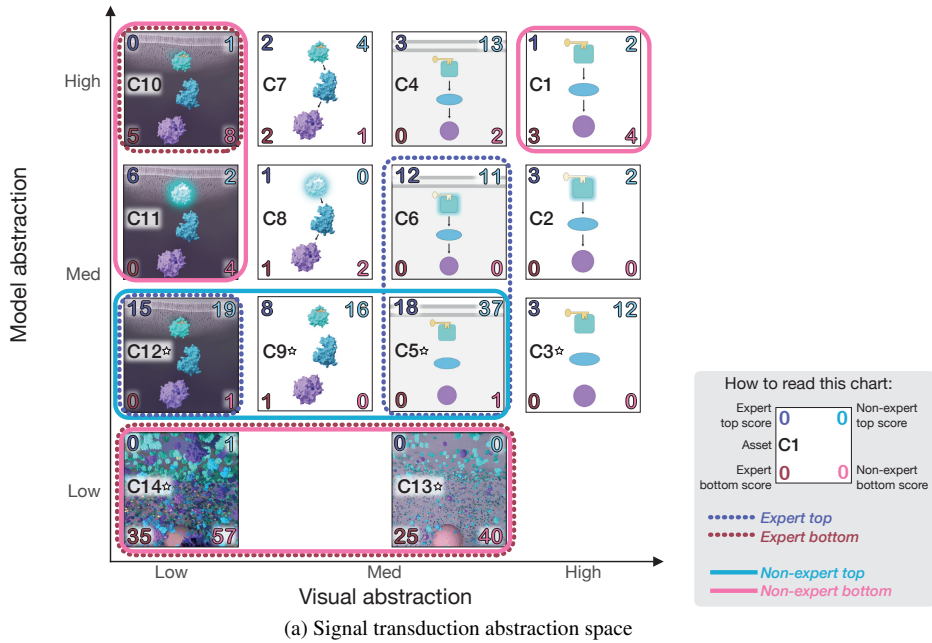 Model abstraction
High
0 1
C10
5 8
2 4
C7
2 1
3 13
C4
0 2
1 2
C1
3 4
Med
6 2
C11
0 4
1 0
C8
1 2
12 11
C6
0 0
3 2
C2
0 0
15 19
C12☆
0 1
8 16
C9☆
1 0
18 37
C5☆
0 1
3 12
C3☆
0 0
Low
0 1
C14☆
35 57
0 0
C13☆
25 40
Low Med High
Visual abstraction
How to read this chart:
Expert
top score
0 0
Non-expert
top score
Asset C1
Expert
bottom score
0 0
Non-expert
bottom score
Expert top
Expert bottom
Non-expert top
Non-expert bottom
(a) Signal transduction abstraction space